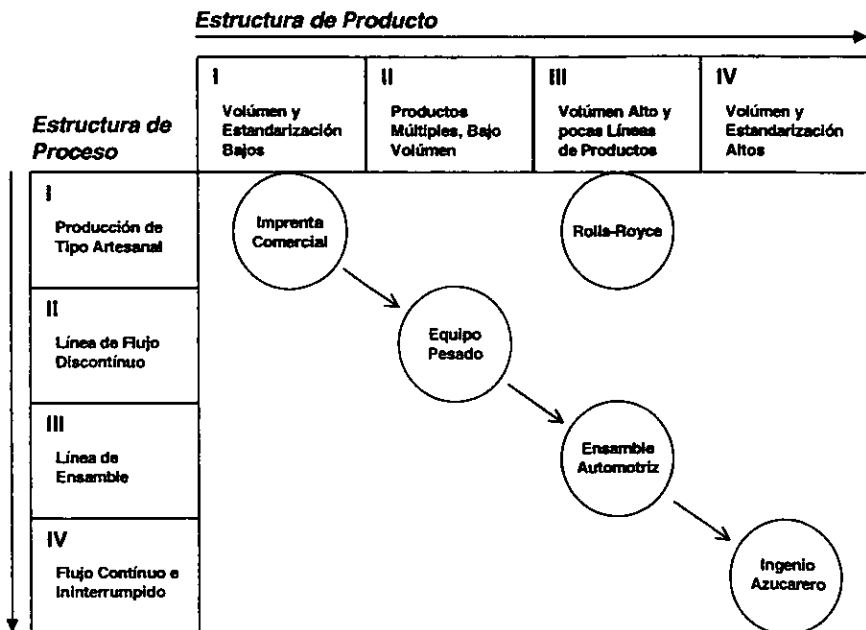 Estructura de Producto
Estructura de
Proceso
I
Volúmen y
Estandarización
Bajos
II
Productos
Múltiples, Bajo
Volúmen
III
Volúmen Alto y
pocas Líneas
de Productos
IV
Volúmen y
Estandarización
Altos
I
Producción de
Tipo Artesanal
Imprenta
Comercial
Rolls-Royce
II
Línea de Flujo
Discontínuo
Equipo
Pesado
III
Línea de
Ensamble
Ensamble
Automotriz
IV
Flujo Contínuo e
Ininterrumpido
Ingenio
Azucarero